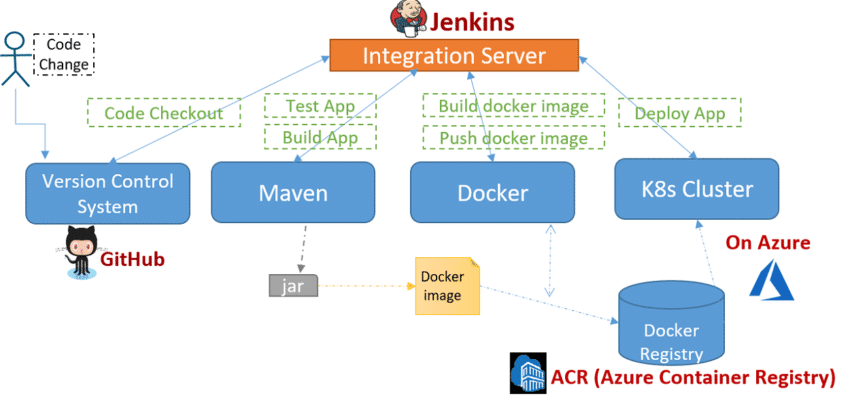 Jenkins
Integration Server
Code
Change
Code Checkout
Test App
Build App
Build docker image
Push docker image
Deploy App
Version Control
System
Maven
Docker
K8s Cluster
GitHub
On Azure
jar
Docker
image
Docker
Registry
ACR (Azure Container Registry)